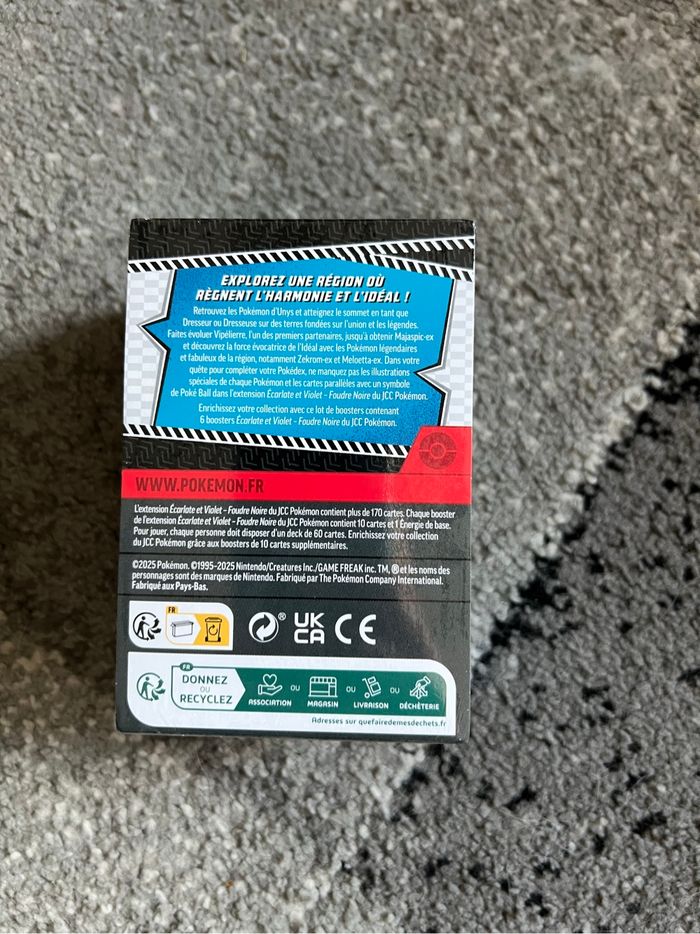 EXPLOREZ UNE RÉGION OÙ
RÈGNENT L'HARMONIE ET L'IDÉAL !
Retrouvez les Pokémon d'Unys et atteignez le sommet en tant que
Dresseur ou Dresseuse sur des terres fondées sur l'union et les légendes.
Faites évoluer Vipélierre, l'un des premiers partenaires, jusqu'à obtenir Majaspic-ex
et découvrez la force évocatrice de l'Idéal avec les Pokémon légendaires
et fabuleux de la région, notamment Zekrom-ex et Meloetta-ex. Dans votre
quête pour compléter votre Pokédex, ne manquez pas les illustrations
spéciales de chaque Pokémon et les cartes parallèles avec un symbole
de Poké Ball dans l'extension Écarlate et Violet – Foudre Noire du JCC Pokémon.
Enrichissez votre collection avec ce lot de boosters contenant
6 boosters Écarlate et Violet – Foudre Noire du JCC Pokémon.
WWW.POKEMON.FR
L'extension Écarlate et Violet – Foudre Noire du JCC Pokémon contient plus de 170 cartes. Chaque booster
de l'extension Écarlate et Violet – Foudre Noire du JCC Pokémon contient 10 cartes et 1 Énergie de base.
Pour jouer, chaque personne doit disposer d'un deck de 60 cartes. Enrichissez votre collection
du JCC Pokémon grâce aux boosters de 10 cartes supplémentaires.
©2025 Pokémon. ©1995-2025 Nintendo/Creatures Inc./GAME FREAK inc. TM, ® et les noms des
personnages sont des marques de Nintendo. Fabriqué par The Pokémon Company International.
Fabriqué aux Pays-Bas.
FR
® UK CA CE
FR
DONNEZ
OU
RECYCLEZ
ASSOCIATION OU MAGASIN OU LIVRAISON OU DÉCHÈTERIE
Adresses sur quefairedemesdechets.fr